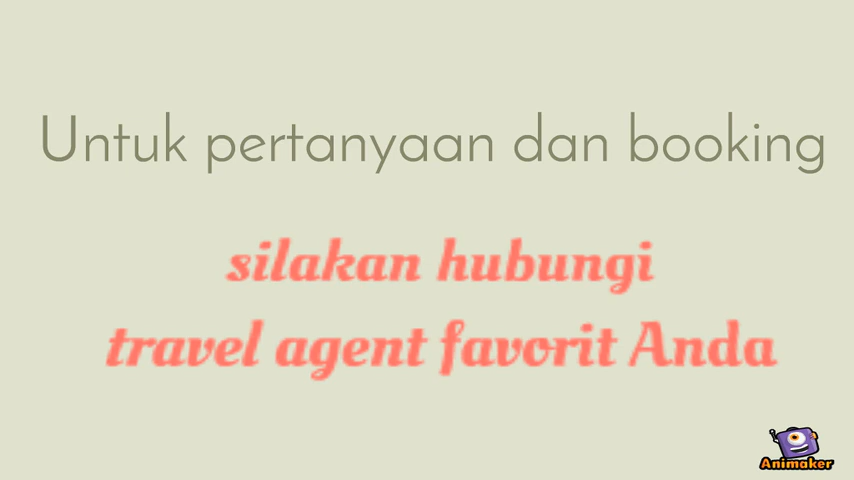 Untuk pertanyaan dan booking
silakan hubungi
travel agent favorit Anda
Animaker